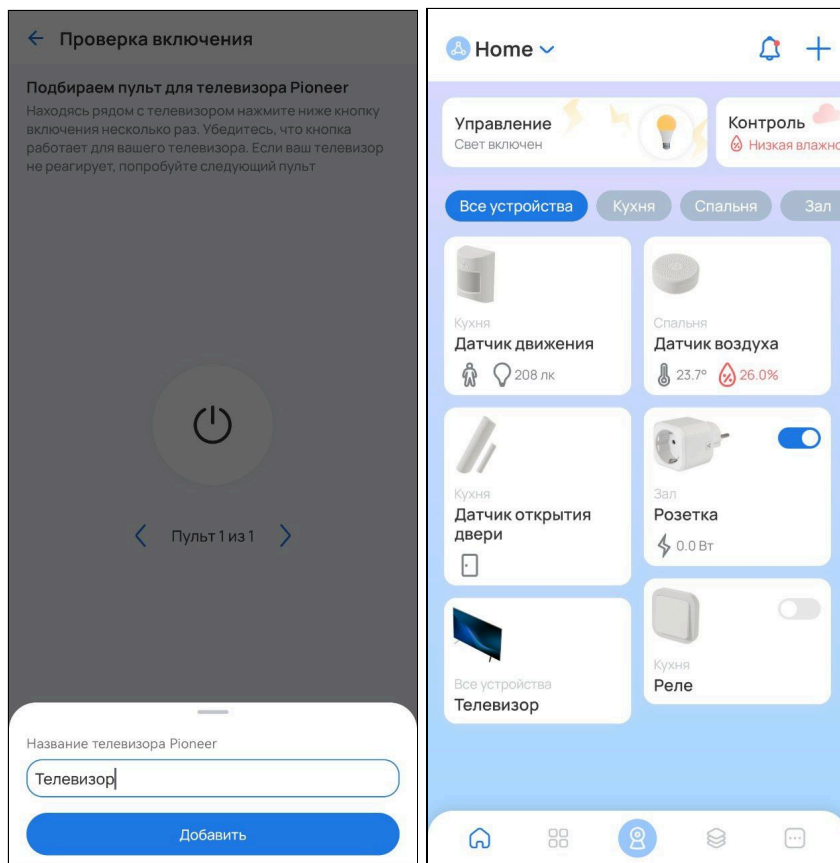 Проверка включения
Подбираем пульт для телевизора Pioneer
Находясь рядом с телевизором нажмите ниже кнопку
включения несколько раз. Убедитесь, что кнопка
работает для вашего телевизора. Если ваш телевизор
не реагирует, попробуйте следующий пульт
Пульт 1 из 1
Название телевизора Pioneer
Телевизор
Добавить
Home
Управление
Свет включен
Контроль
Низкая влажно
Все устройства
Кухня
Спальня
Зал
Кухня
Датчик движения
208 лк
Спальня
Датчик воздуха
23.7° 26.0%
Кухня
Датчик открытия
двери
Зал
Розетка
0.0 Вт
Все устройства
Телевизор
Кухня
Реле